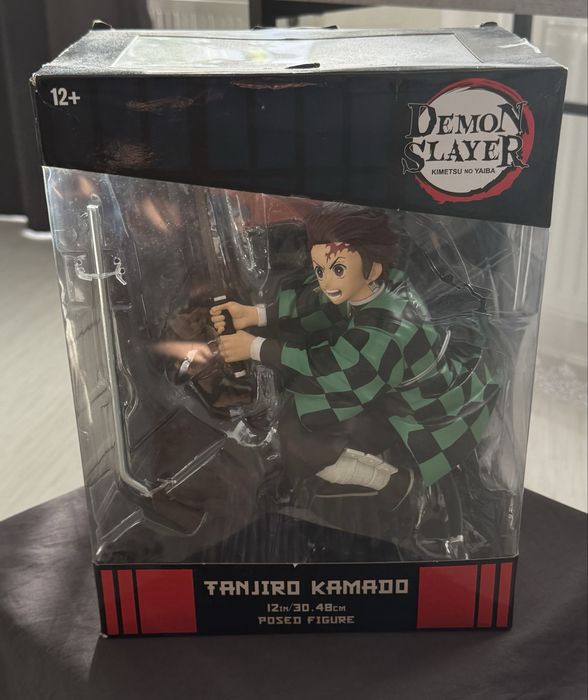 12+
DEMON
SLAYER
KIMETSU NO YAIBA
TANJIRO KAMADO
12IN/30.48CM
POSED FIGURE